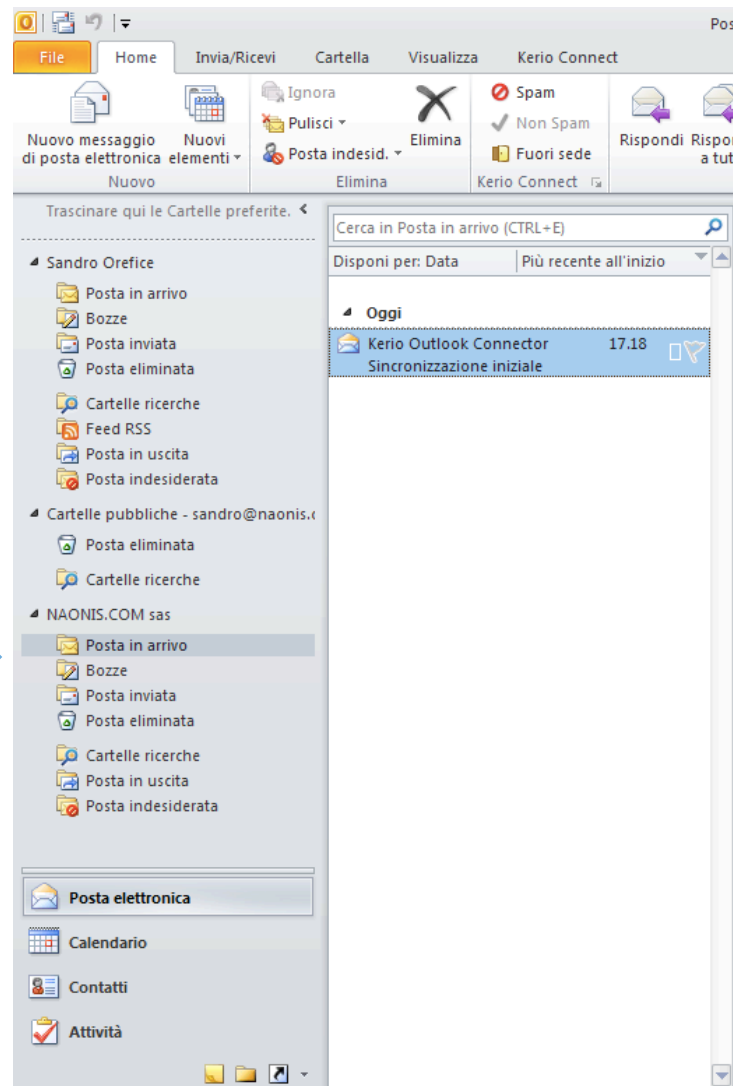 Pos
File Home Invia/Ricevi Cartella Visualizza Kerio Connect
Ignora
Pulisci
Posta indesid.
Nuovo messaggio
di posta elettronica
Nuovi
elementi
Elimina
Spam
Non Spam
Fuori sede
Rispondi Rispo
a tut
Nuovo Elimina Kerio Connect
Trascinare qui le Cartelle preferite.
Sandro Orefice
Posta in arrivo
Bozze
Posta inviata
Posta eliminata
Cartelle ricerche
Feed RSS
Posta in uscita
Posta indesiderata
Cartelle pubbliche - sandro@naonis.c
Posta eliminata
Cartelle ricerche
NAONIS.COM sas
Posta in arrivo
Bozze
Posta inviata
Posta eliminata
Cartelle ricerche
Posta in uscita
Posta indesiderata
Posta elettronica
Calendario
Contatti
Attività
Cerca in Posta in arrivo (CTRL+E)
Disponi per: Data Più recente all'inizio
Oggi
Kerio Outlook Connector 17.18
Sincronizzazione iniziale